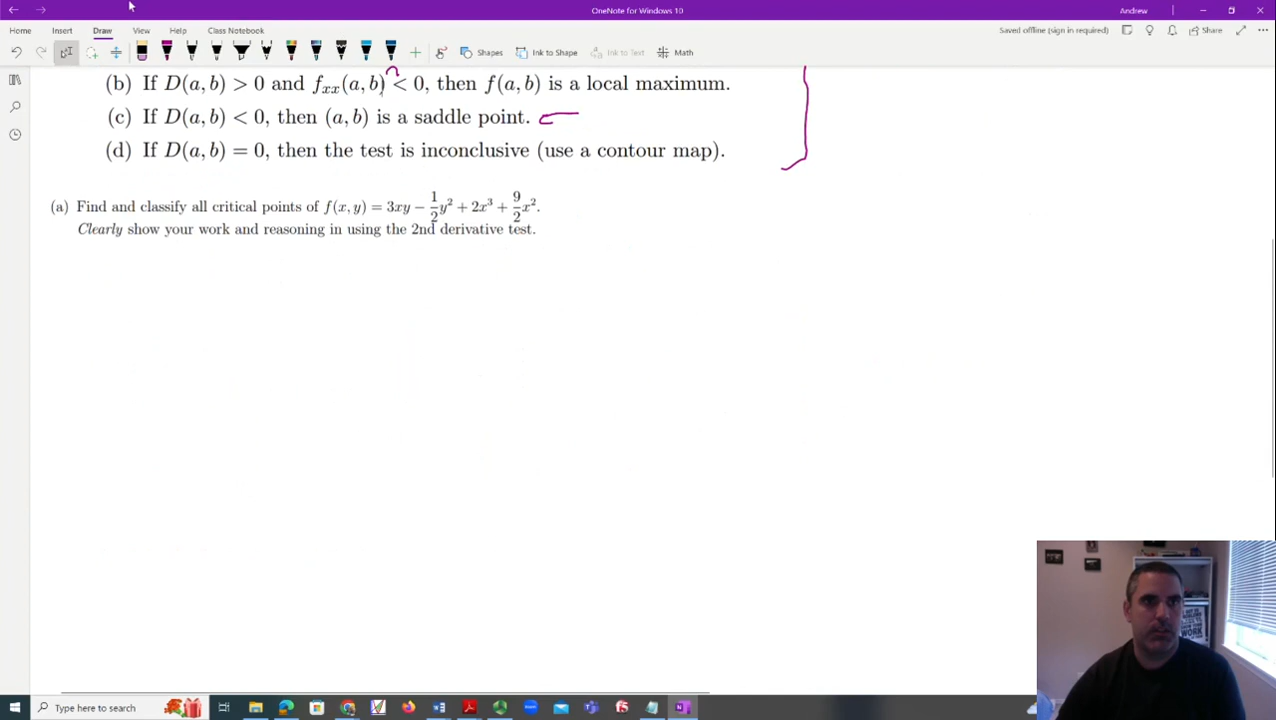 OneNote for Windows 10
Andrew
Home Insert Draw View Help Class Notebook
Saved offline (sign in required) Share
Shapes Ink to Shape Ink to Text Math
(b) If D(a, b) > 0 and fₓₓ(a, b) < 0, then f(a, b) is a local maximum.
(c) If D(a, b) < 0, then (a, b) is a saddle point.
(d) If D(a, b) = 0, then the test is inconclusive (use a contour map).
(a) Find and classify all critical points of f(x, y) = 3xy − 1/2 y² + 2x³ + 9/2 x².
Clearly show your work and reasoning in using the 2nd derivative test.
WORK
Type here to search